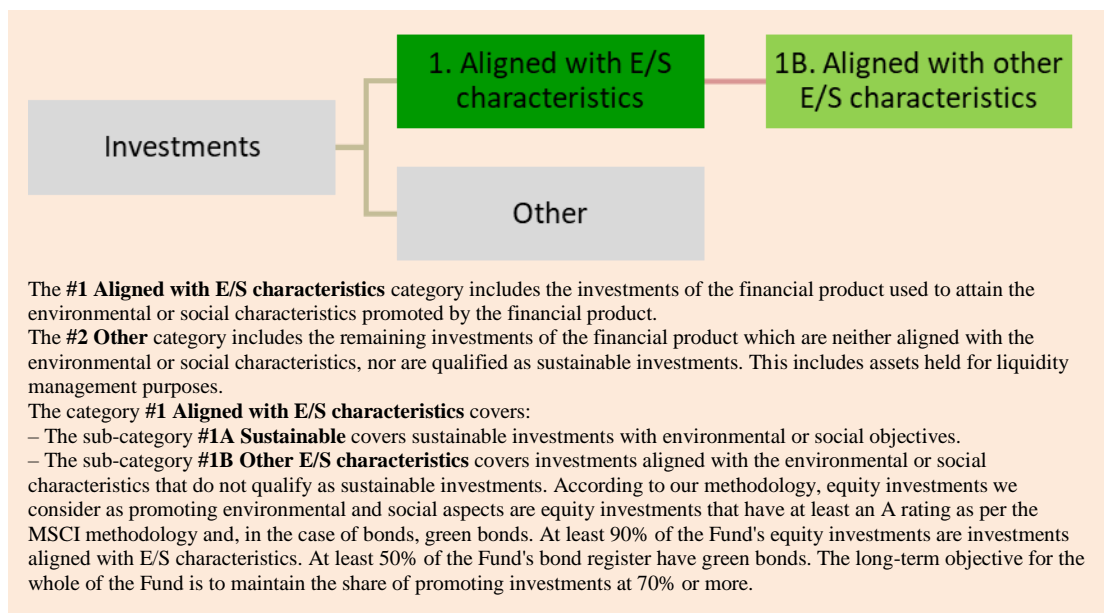 1. Aligned with E/S
characteristics
1B. Aligned with other
E/S characteristics
Investments
Other
The #1 Aligned with E/S characteristics category includes the investments of the financial product used to attain the
environmental or social characteristics promoted by the financial product.
The #2 Other category includes the remaining investments of the financial product which are neither aligned with the
environmental or social characteristics, nor are qualified as sustainable investments. This includes assets held for liquidity
management purposes.
The category #1 Aligned with E/S characteristics covers:
– The sub-category #1A Sustainable covers sustainable investments with environmental or social objectives.
– The sub-category #1B Other E/S characteristics covers investments aligned with the environmental or social
characteristics that do not qualify as sustainable investments. According to our methodology, equity investments we
consider as promoting environmental and social aspects are equity investments that have at least an A rating as per the
MSCI methodology and, in the case of bonds, green bonds. At least 90% of the Fund's equity investments are investments
aligned with E/S characteristics. At least 50% of the Fund's bond register have green bonds. The long-term objective for the
whole of the Fund is to maintain the share of promoting investments at 70% or more.